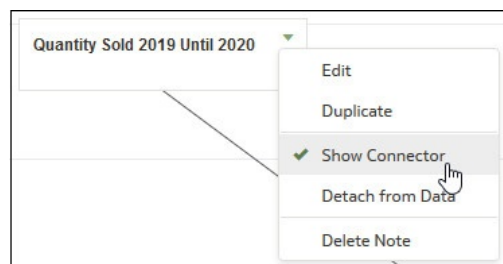 Quantity Sold 2019 Until 2020
Edit
Duplicate
Show Connector
Detach from Data
Delete Note